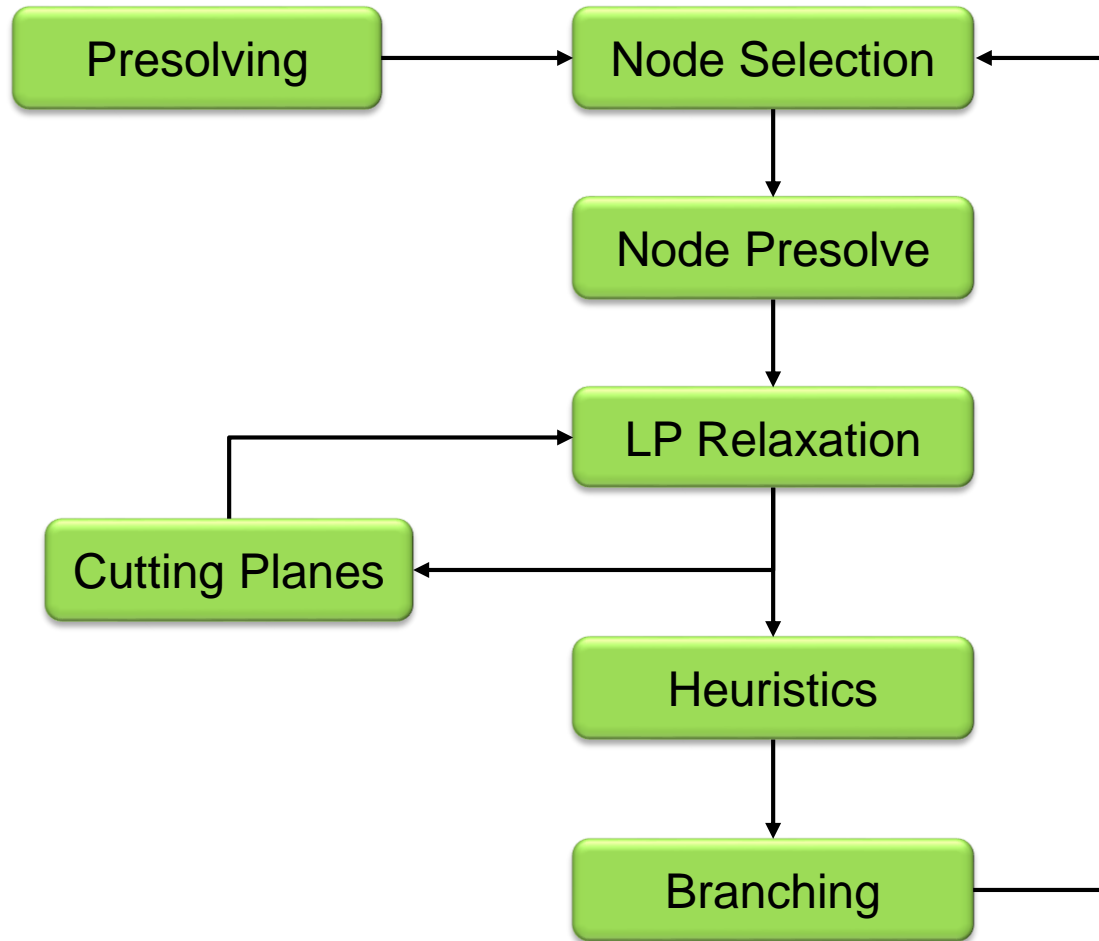 Presolving
Node Selection
Node Presolve
LP Relaxation
Cutting Planes
Heuristics
Branching